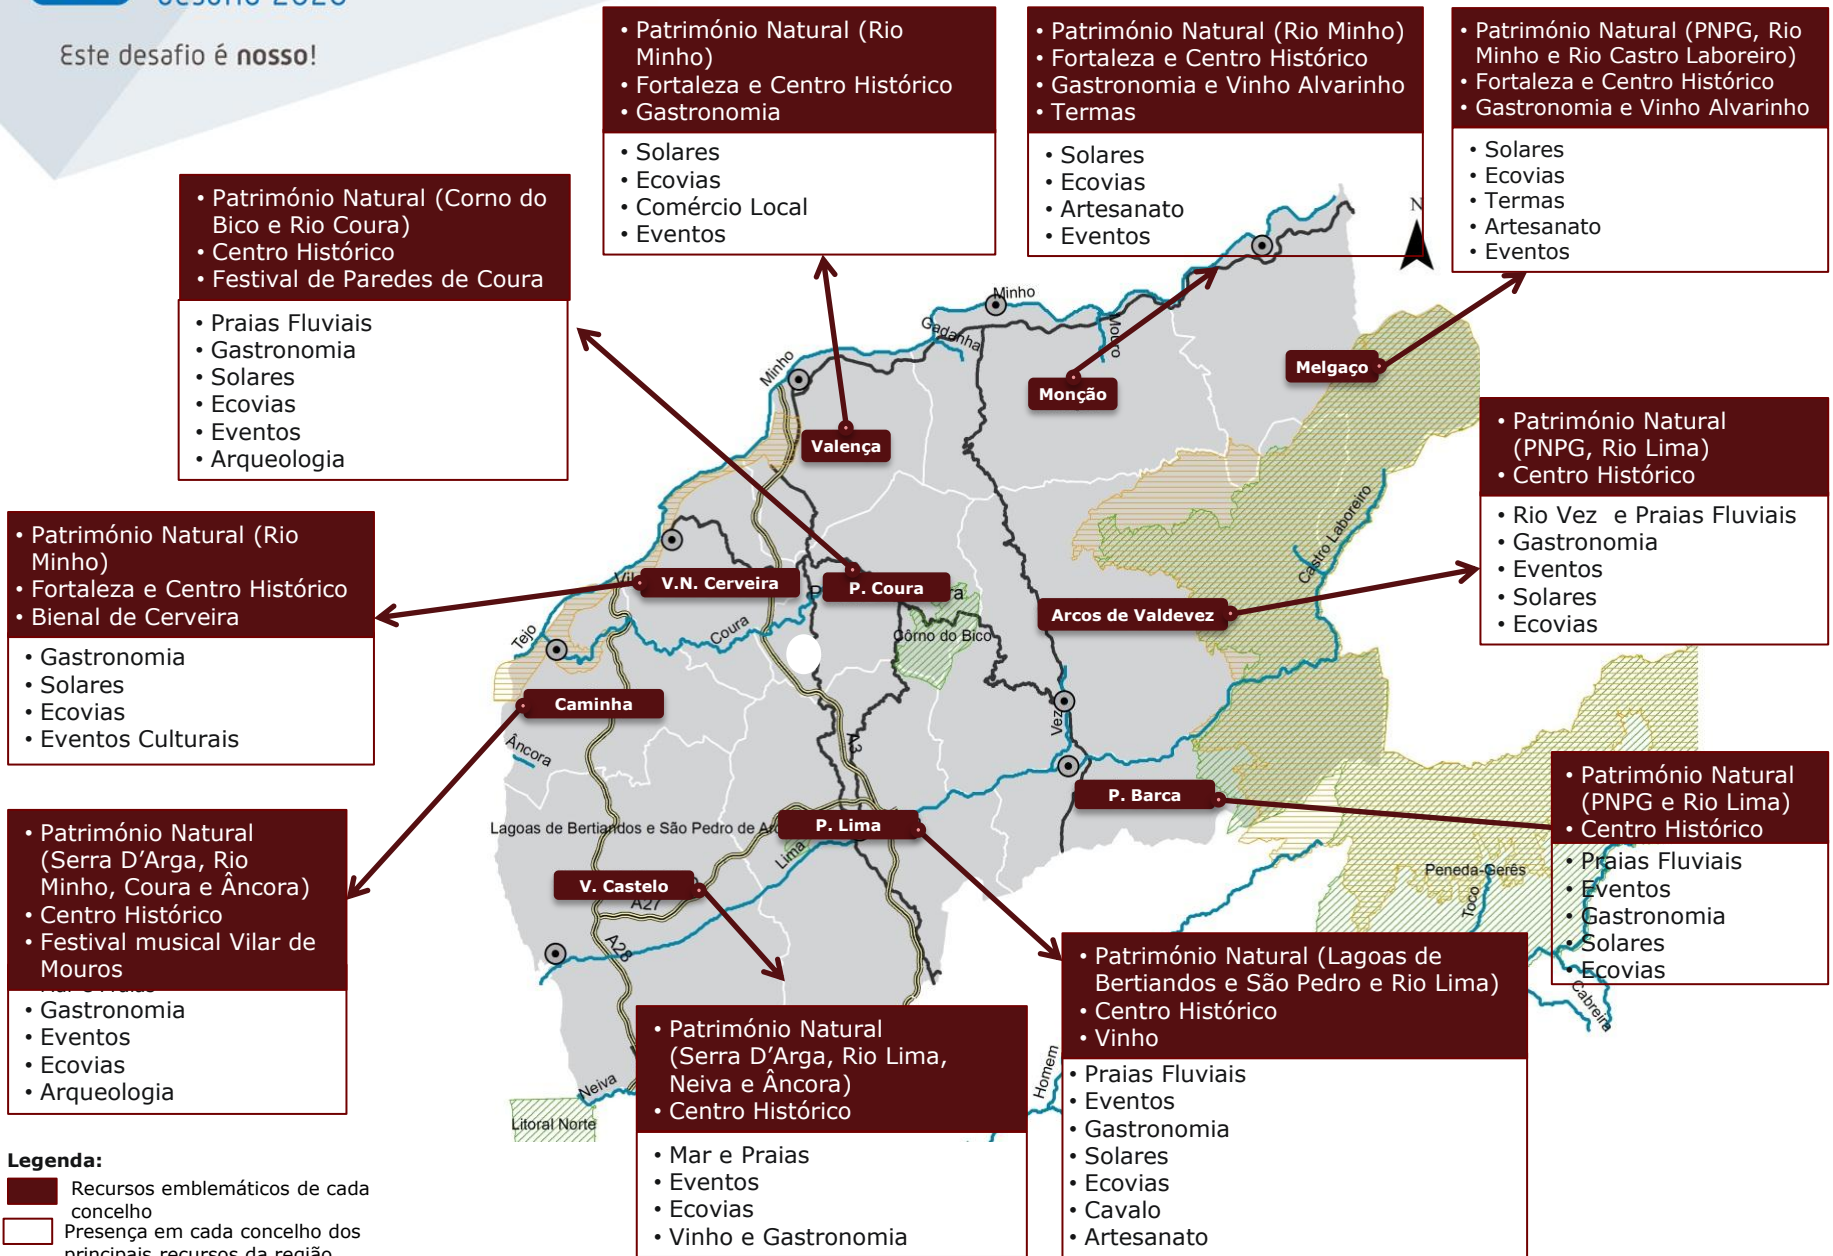 desafio 2020
Este desafio é nosso!
• Património Natural (Rio
Minho)
• Fortaleza e Centro Histórico
• Gastronomia
• Solares
• Ecovias
• Comércio Local
• Eventos
• Património Natural (Rio Minho)
• Fortaleza e Centro Histórico
• Gastronomia e Vinho Alvarinho
• Termas
• Solares
• Ecovias
• Artesanato
• Eventos
• Património Natural (PNPG, Rio
Minho e Rio Castro Laboreiro)
• Fortaleza e Centro Histórico
• Gastronomia e Vinho Alvarinho
• Solares
• Ecovias
• Termas
• Artesanato
• Eventos
• Património Natural (Corno do
Bico e Rio Coura)
• Centro Histórico
• Festival de Paredes de Coura
• Praias Fluviais
• Gastronomia
• Solares
• Ecovias
• Eventos
• Arqueologia
N
Minho
Gadanha
Mouro
Minho
Melgaço
Monção
Valença
• Património Natural
(PNPG, Rio Lima)
• Centro Histórico
• Rio Vez e Praias Fluviais
• Gastronomia
• Eventos
• Solares
• Ecovias
• Património Natural (Rio
Minho)
• Fortaleza e Centro Histórico
• Bienal de Cerveira
• Gastronomia
• Solares
• Ecovias
• Eventos Culturais
Castro Laboreiro
V.N. Cerveira
P. Coura
Arcos de Valdevez
Tejo
Coura
Côrno do Bico
Caminha
Vez
Âncora
A3
P. Barca
• Património Natural
(PNPG e Rio Lima)
• Centro Histórico
• Praias Fluviais
• Eventos
• Gastronomia
• Solares
• Ecovias
• Património Natural
(Serra D’Arga, Rio
Minho, Coura e Âncora)
• Centro Histórico
• Festival musical Vilar de
Mouros
• Gastronomia
• Eventos
• Ecovias
• Arqueologia
Lagoas de Bertiandos e São Pedro de
P. Lima
Lima
V. Castelo
A27
A28
Peneda-Gerês
Toco
Cabreira
Homem
Neiva
Litoral Norte
• Património Natural
(Serra D’Arga, Rio Lima,
Neiva e Âncora)
• Centro Histórico
• Mar e Praias
• Eventos
• Ecovias
• Vinho e Gastronomia
• Património Natural (Lagoas de
Bertiandos e São Pedro e Rio Lima)
• Centro Histórico
• Vinho
• Praias Fluviais
• Eventos
• Gastronomia
• Solares
• Ecovias
• Cavalo
• Artesanato
Legenda:
Recursos emblemáticos de cada
concelho
Presença em cada concelho dos
principais recursos da região